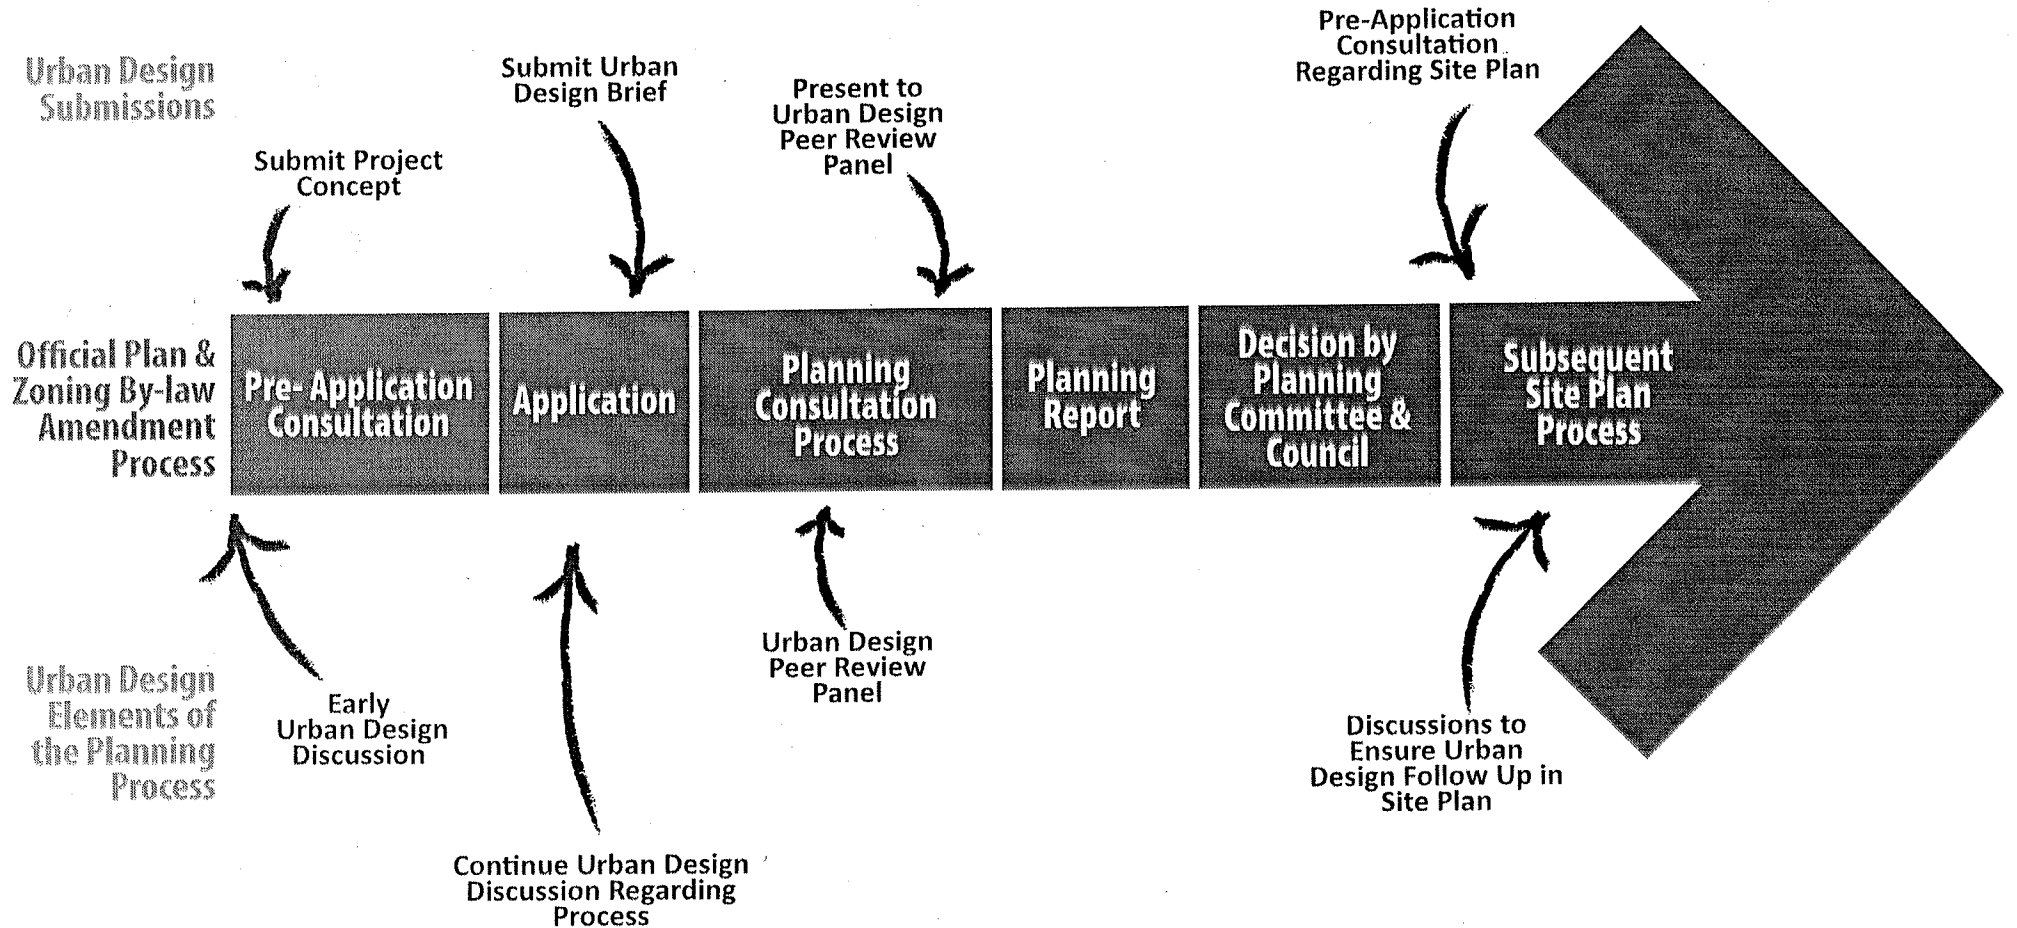 Urban Design
Submissions
Submit Project
Concept
Submit Urban
Design Brief
Present to
Urban Design
Peer Review
Panel
Pre-Application
Consultation
Regarding Site Plan
Official Plan &
Zoning By-law
Amendment
Process
Pre- Application
Consultation
Application
Planning
Consultation
Process
Planning
Report
Decision by
Planning
Committee &
Council
Subsequent
Site Plan
Process
Urban Design
Elements of
the Planning
Process
Early
Urban Design
Discussion
Continue Urban Design
Discussion Regarding
Process
Urban Design
Peer Review
Panel
Discussions to
Ensure Urban
Design Follow Up in
Site Plan